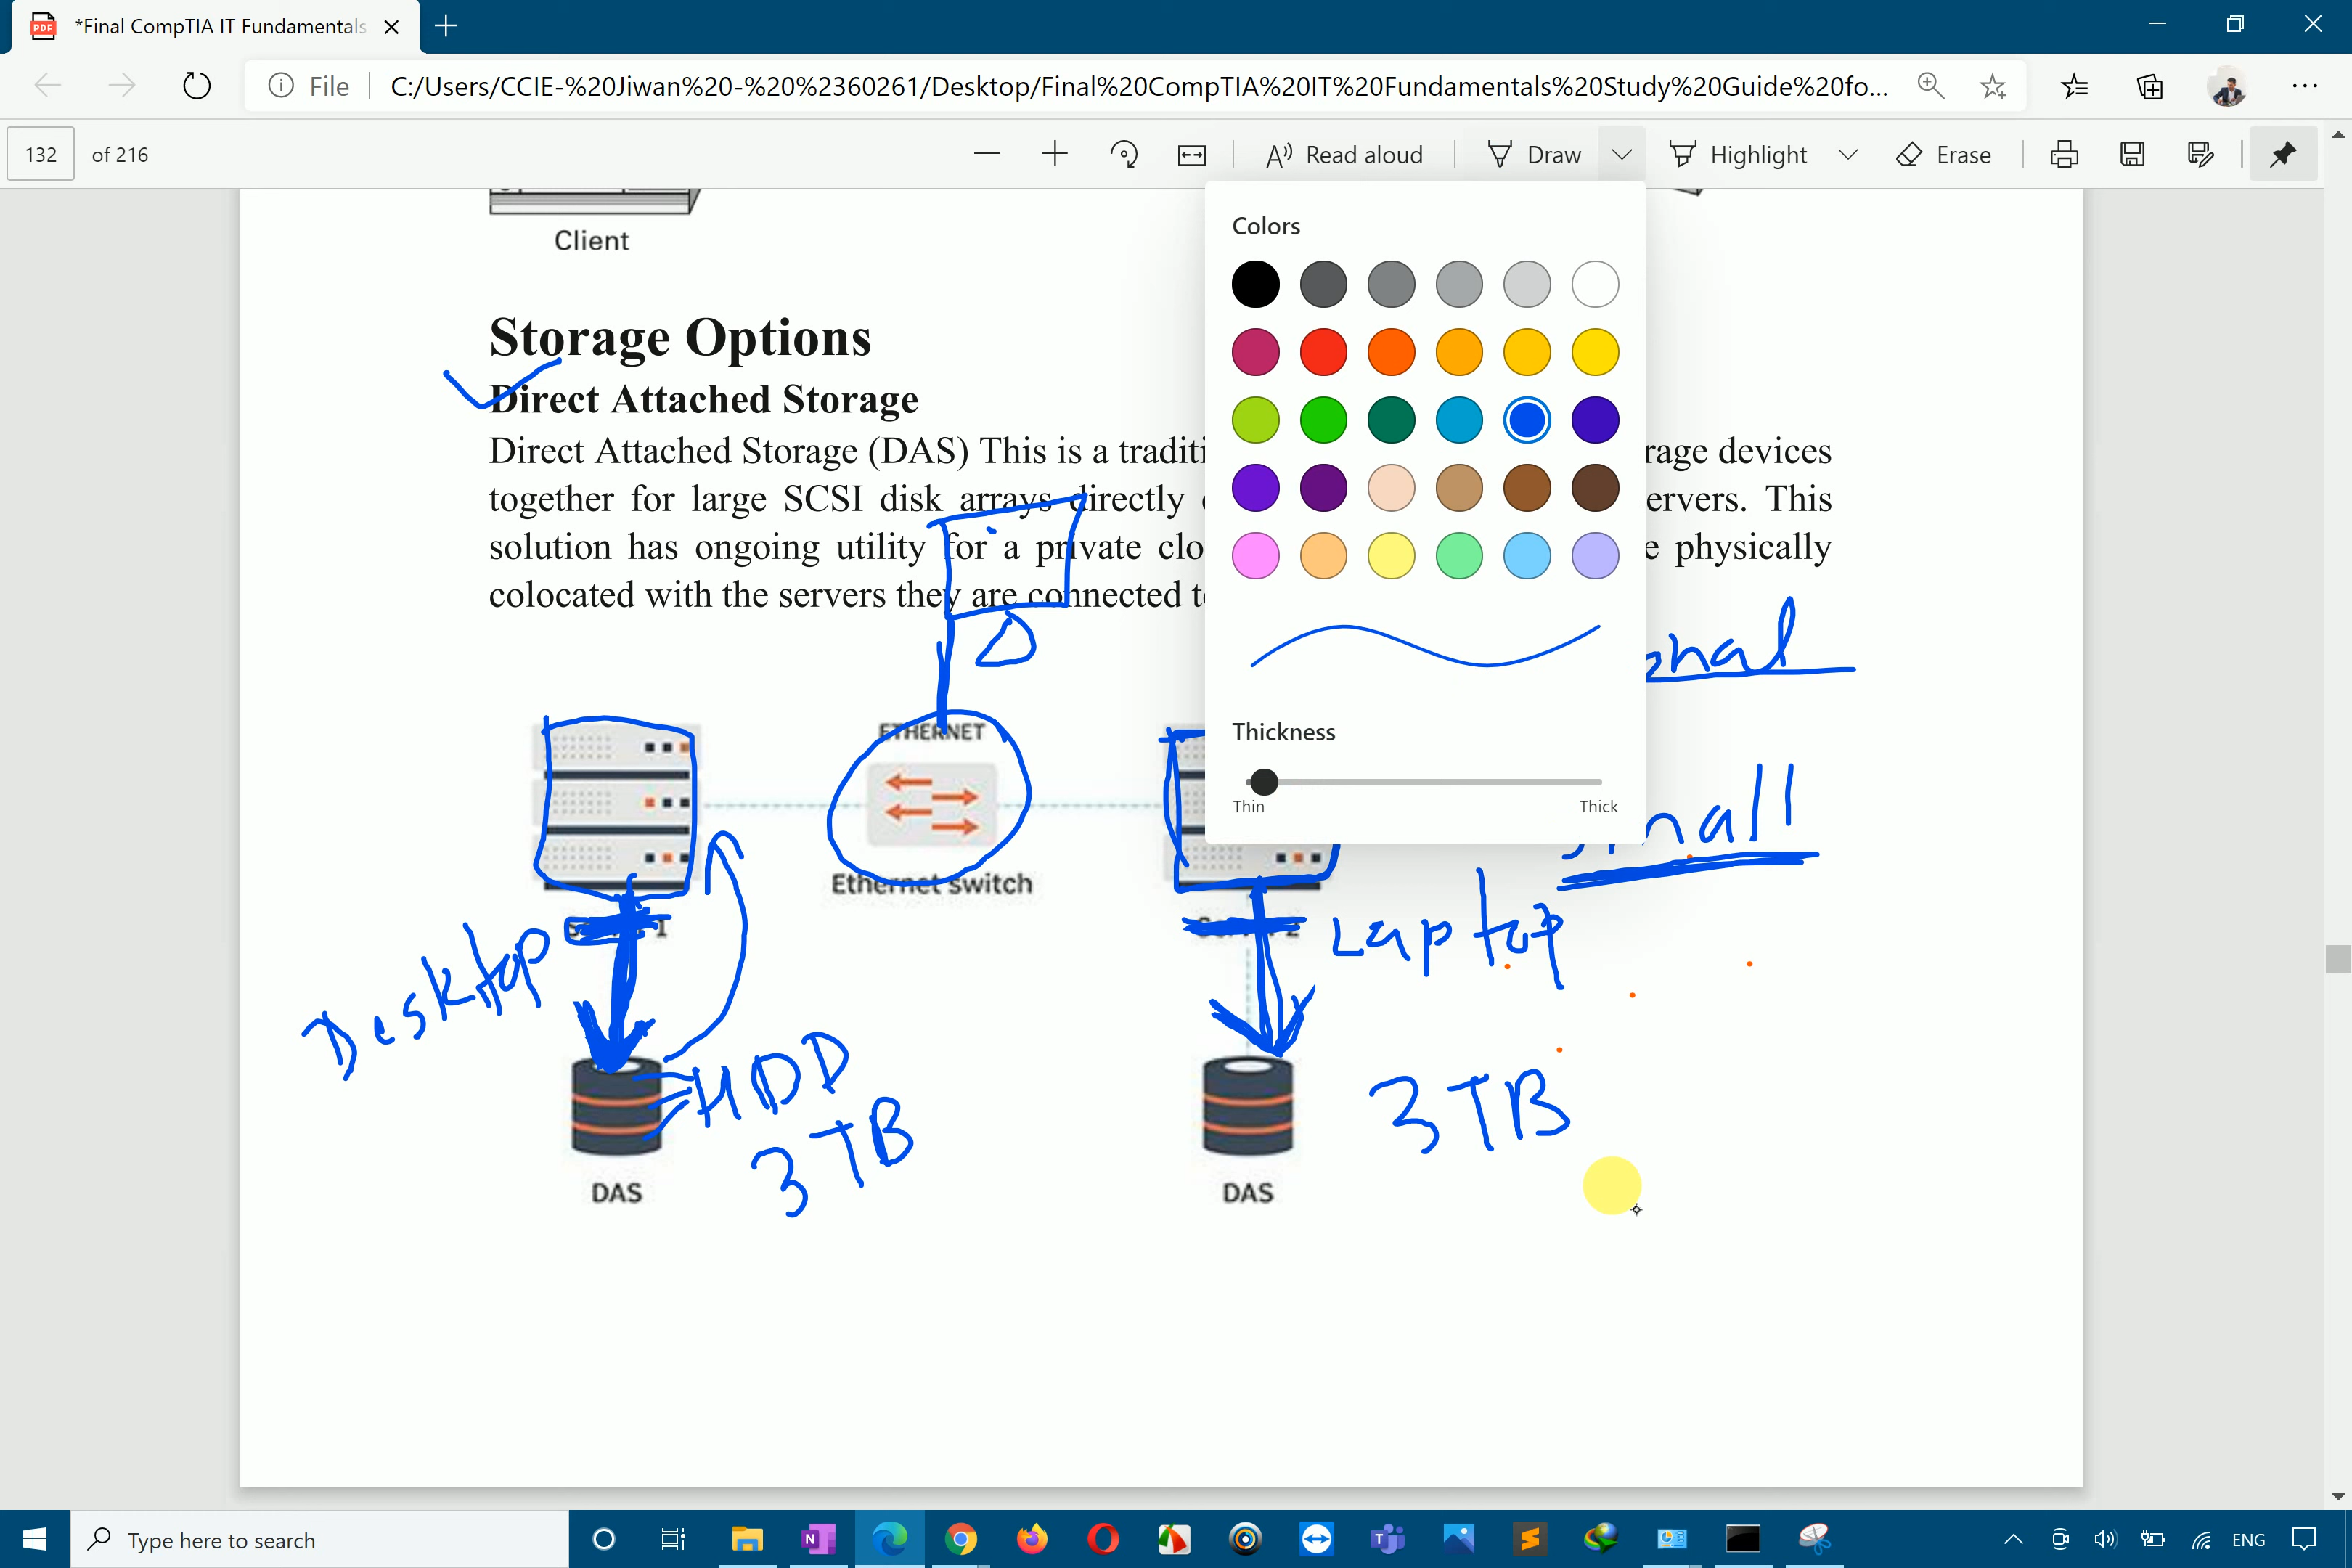 *Final CompTIA IT Fundamentals
File
C:/Users/CCIE-%20Jiwan%20-%20%2360261/Desktop/Final%20CompTIA%20IT%20Fundamentals%20Study%20Guide%20fo...
132 of 216
Read aloud
Draw
Highlight
Erase
Client
Colors
Thickness
Thin
Thick
Storage Options
Direct Attached Storage
Direct Attached Storage (DAS) This is a traditi rage devices
together for large SCSI disk arrays directly ervers. This
solution has ongoing utility for a private clo e physically
colocated with the servers they are connected t
ETHERNET
Ethernet switch
Desktop
Laptop
HDD
3 TB
3 TB
DAS
DAS
Type here to search
ENG